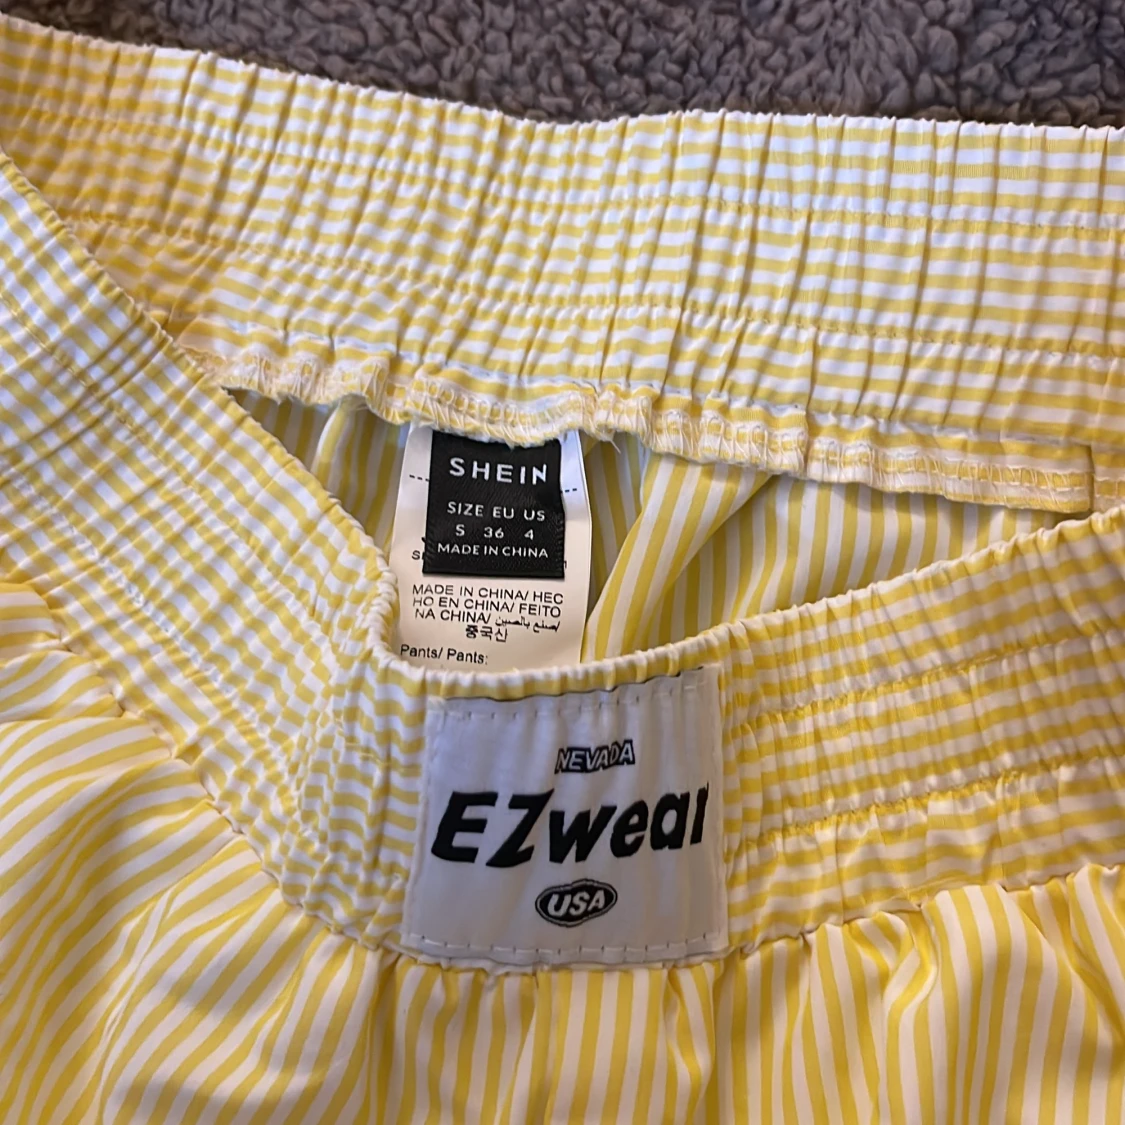 SHEIN
SIZE EU US
S 36 4
MADE IN CHINA
MADE IN CHINA/ HEC
HO EN CHINA/ FEITO
NA CHINA/ صنع بالصين/
중국산
Pants/ Pants:
NEVADA
EZwear
USA